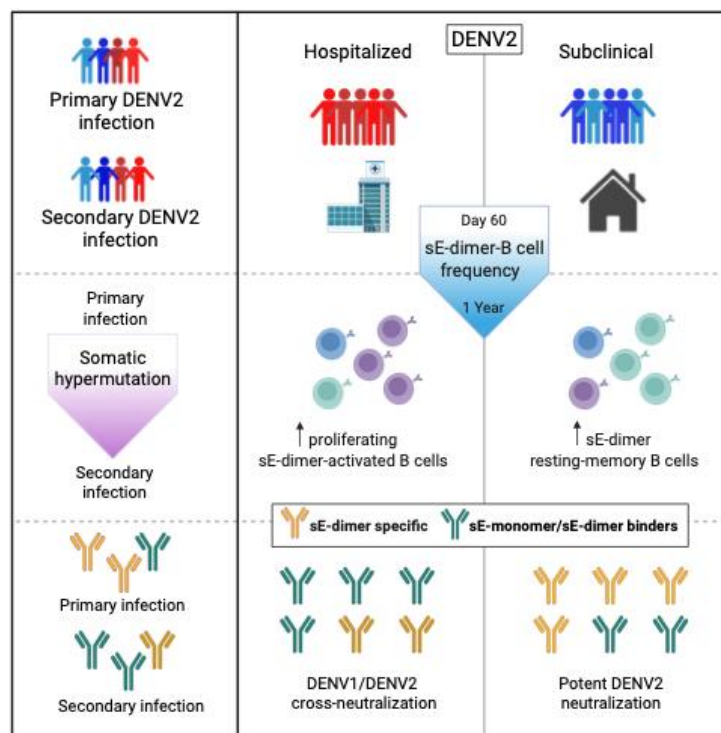 Primary DENV2
infection
Secondary DENV2
infection
Primary
infection
Somatic
hypermutation
Secondary
infection
Primary infection
Secondary infection
DENV2
Hospitalized
Subclinical
Day 60
sE-dimer-B cell
frequency
1 Year
↑ proliferating
sE-dimer-activated B cells
↑ sE-dimer
resting-memory B cells
sE-dimer specific
sE-monomer/sE-dimer binders
DENV1/DENV2
cross-neutralization
Potent DENV2
neutralization